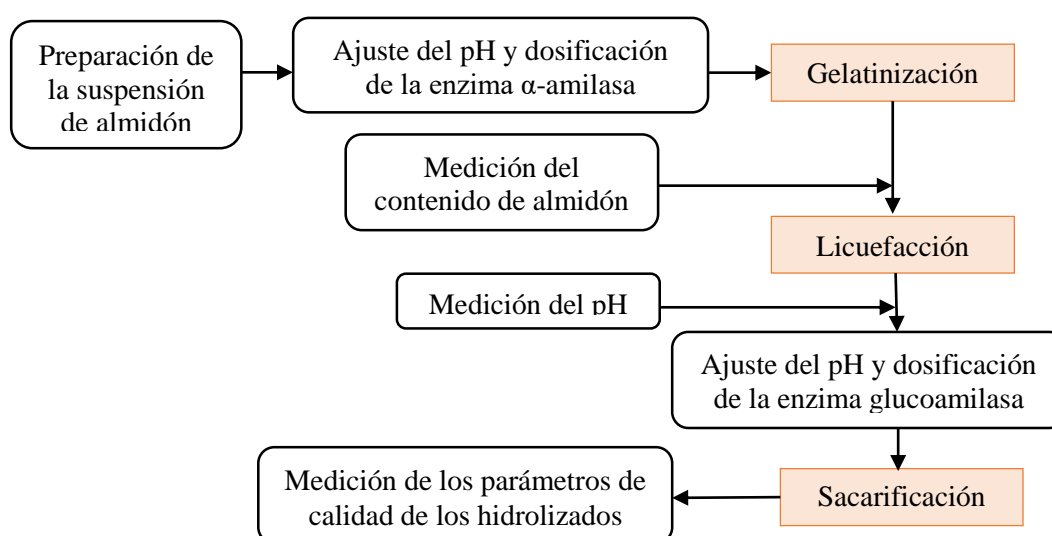 Preparación de
la suspensión
de almidón
Ajuste del pH y dosificación
de la enzima α-amilasa
Gelatinización
Medición del
contenido de almidón
Licuefacción
Medición del pH
Ajuste del pH y dosificación
de la enzima glucoamilasa
Medición de los parámetros de
calidad de los hidrolizados
Sacarificación